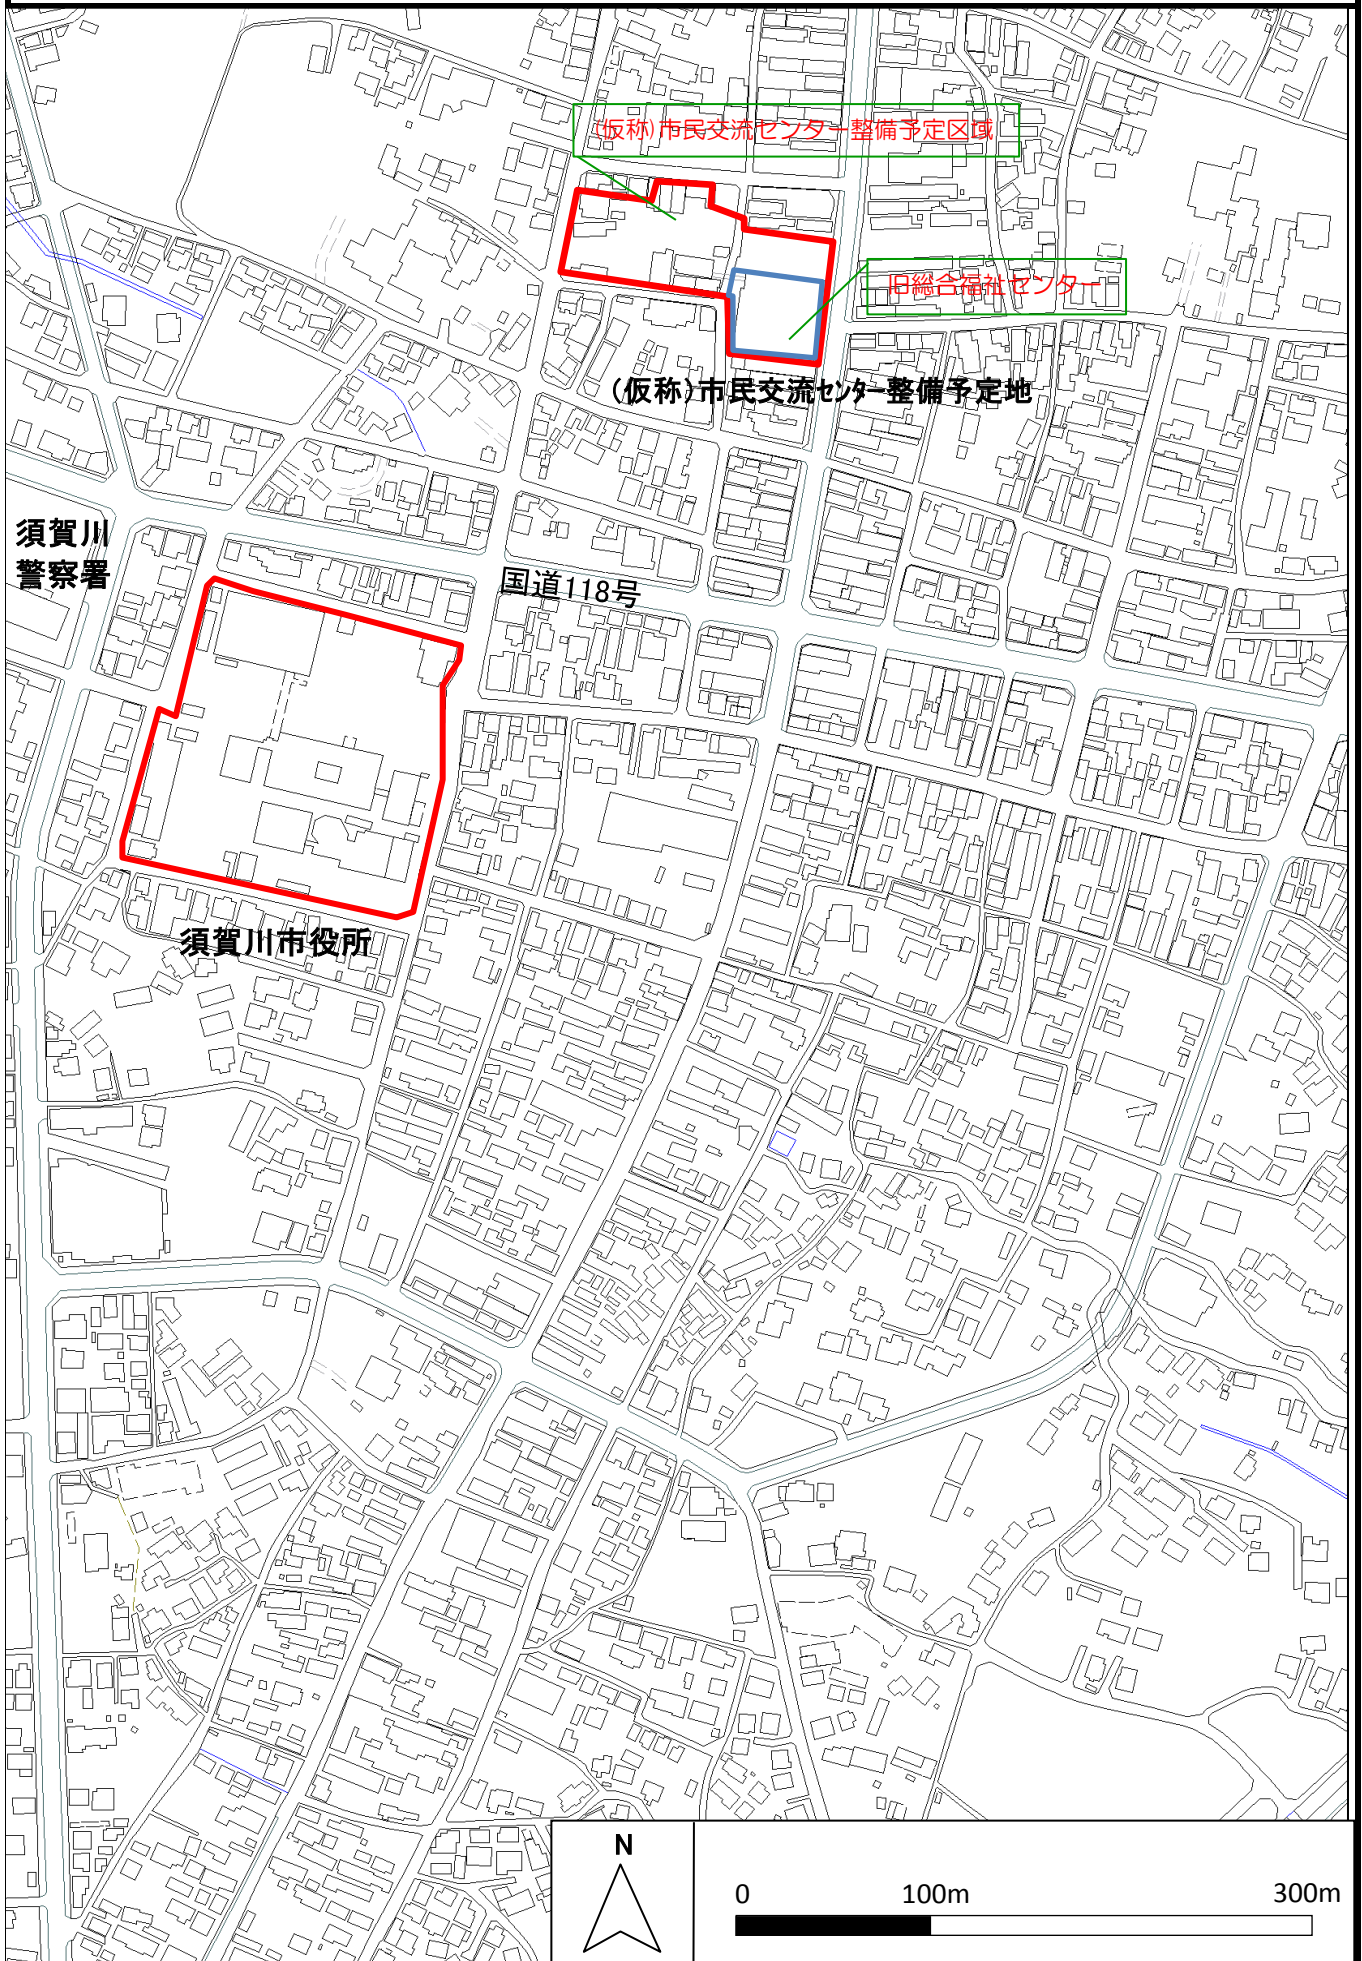 (仮称)市民交流センター整備予定区域
旧総合福祉センター
(仮称)市民交流センター整備予定地
須賀川
警察署
国道118号
須賀川市役所
N
0 100m 300m